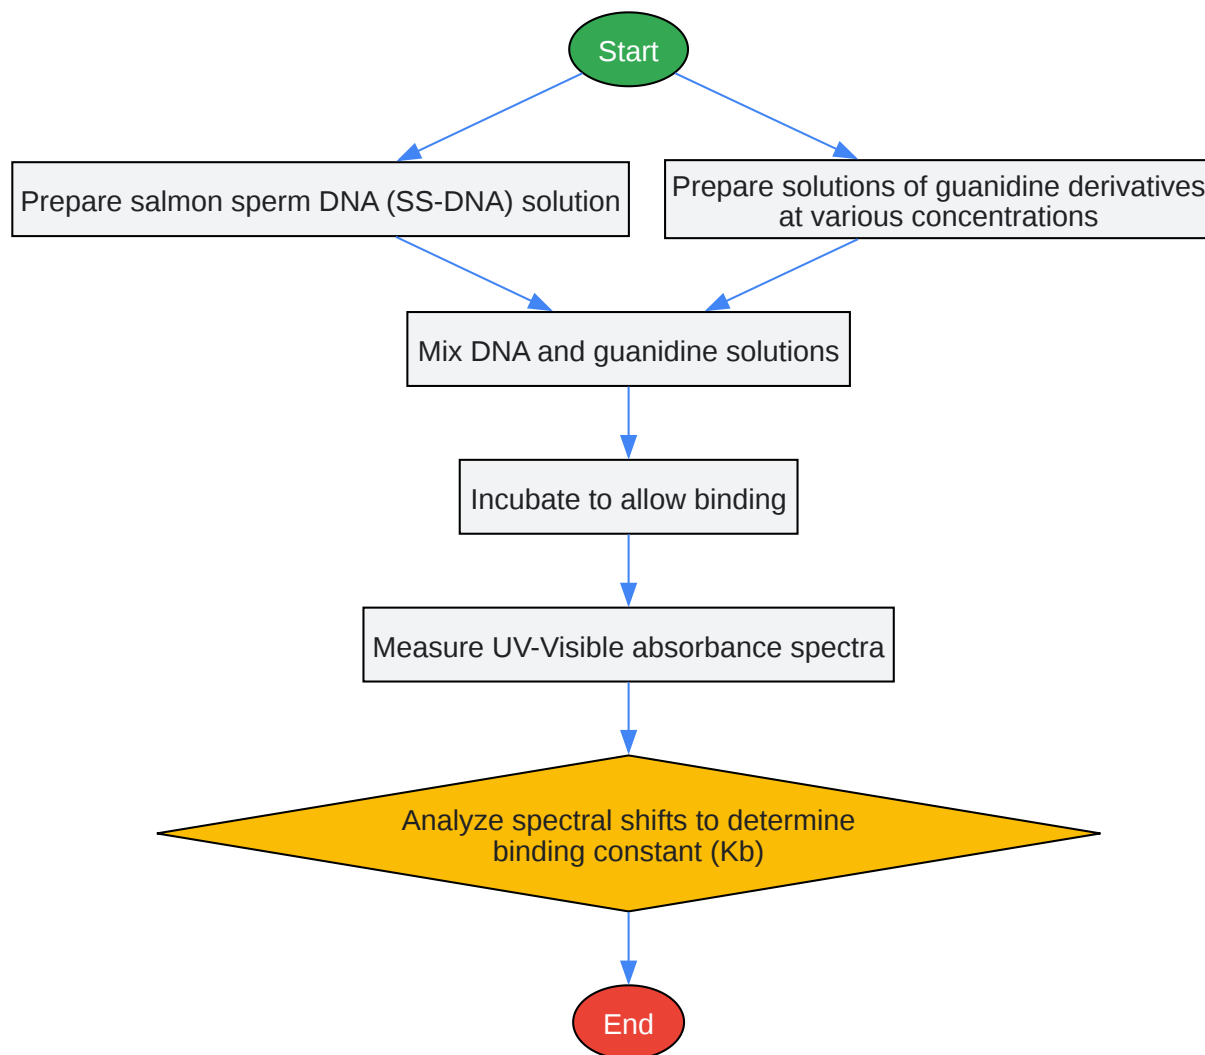 Start
Prepare salmon sperm DNA (SS-DNA) solution
Prepare solutions of guanidine derivatives
at various concentrations
Mix DNA and guanidine solutions
Incubate to allow binding
Measure UV-Visible absorbance spectra
Analyze spectral shifts to determine
binding constant (Kb)
End